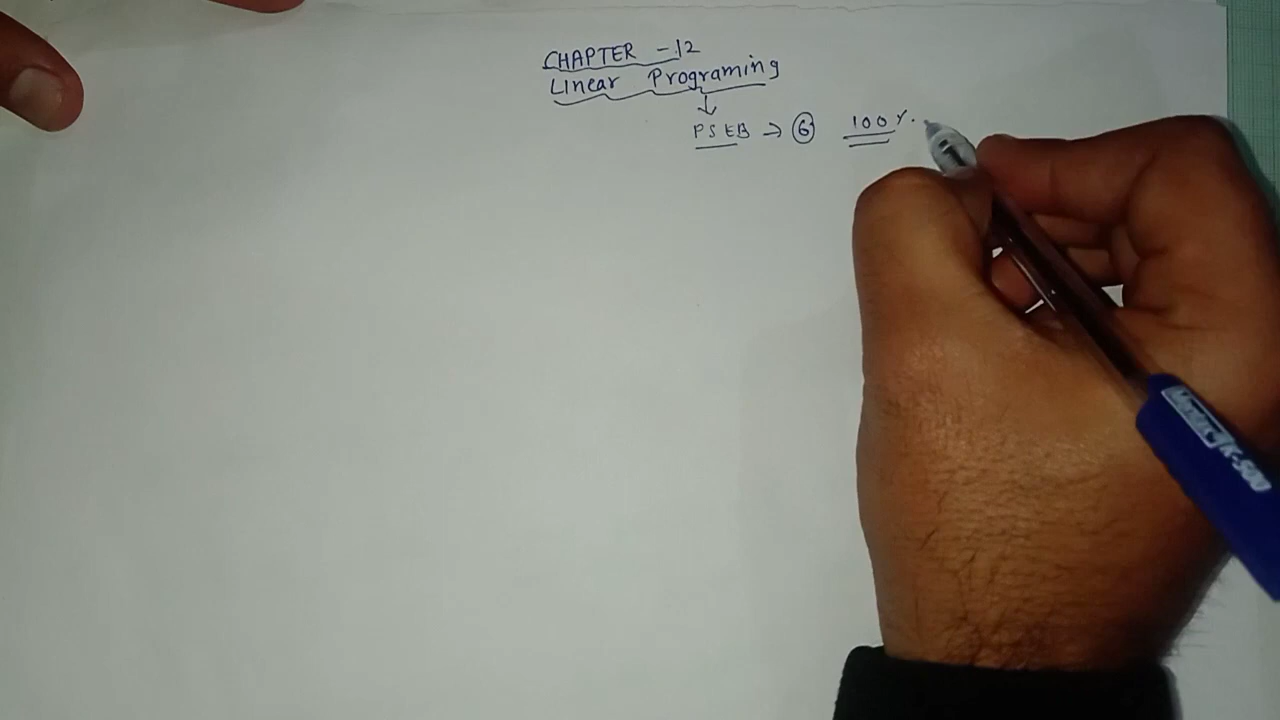 CHAPTER - 12
Linear Programing
↓
PSEB → 6 100%.